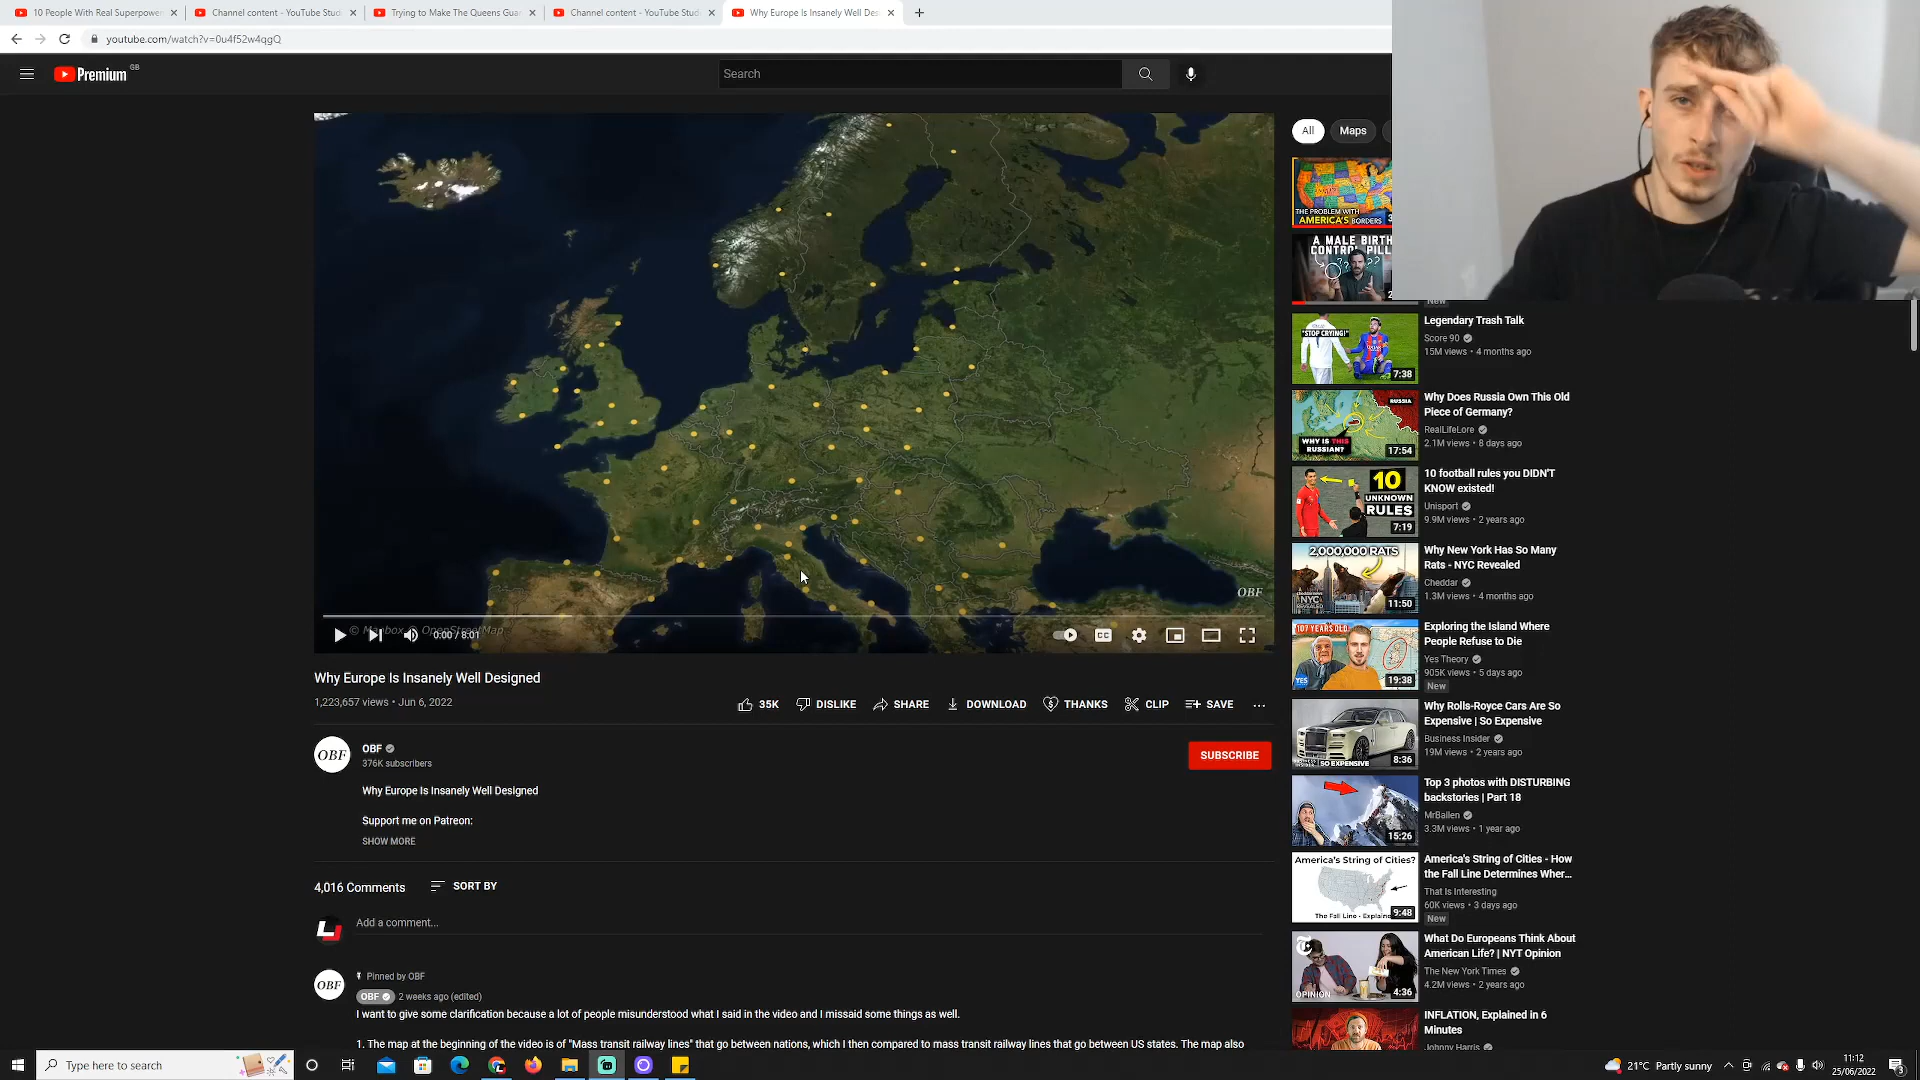 10 People With Real Superpower
Channel content - YouTube Stud
Trying to Make The Queens Gua
Channel content - YouTube Stud
Why Europe Is Insanely Well Des
youtube.com/watch?v=0u4f52w4qgQ
Premium GB
Search
All
Maps
THE PROBLEM WITH
AMERICA'S BORDERS
A MALE BIRTH
CONTROL PILL
??
New
"STOP CRYING!"
7:38
Legendary Trash Talk
Score 90
15M views • 4 months ago
RUSSIA
WHY IS THIS
RUSSIAN?
17:54
Why Does Russia Own This Old
Piece of Germany?
RealLifeLore
2.1M views • 8 days ago
10
UNKNOWN
RULES
7:19
10 football rules you DIDN'T
KNOW existed!
Unisport
9.9M views • 2 years ago
2,000,000 RATS
NYC
REVEALED
11:50
Why New York Has So Many
Rats - NYC Revealed
Cheddar
1.3M views • 4 months ago
107 YEARS OLD
YES
19:38
Exploring the Island Where
People Refuse to Die
Yes Theory
905K views • 5 days ago
New
SO EXPENSIVE
8:36
Why Rolls-Royce Cars Are So
Expensive | So Expensive
Business Insider
19M views • 2 years ago
15:26
Top 3 photos with DISTURBING
backstories | Part 18
MrBallen
3.3M views • 1 year ago
America's String of Cities?
The Fall Line - Explain
9:48
America's String of Cities - How
the Fall Line Determines Wher...
That Is Interesting
60K views • 3 days ago
New
OPINION
4:36
What Do Europeans Think About
American Life? | NYT Opinion
The New York Times
4.2M views • 2 years ago
INFLATION, Explained in 6
Minutes
Johnny Harris
OBF
© Mapbox © OpenStreetMap
0:00 / 8:01
CC
Why Europe Is Insanely Well Designed
1,223,657 views • Jun 6, 2022
35K
DISLIKE
SHARE
DOWNLOAD
THANKS
CLIP
SAVE
...
OBF
OBF
376K subscribers
SUBSCRIBE
Why Europe Is Insanely Well Designed
Support me on Patreon:
SHOW MORE
4,016 Comments
SORT BY
Add a comment...
OBF
Pinned by OBF
OBF
2 weeks ago (edited)
I want to give some clarification because a lot of people misunderstood what I said in the video and I missaid some things as well.
1. The map at the beginning of the video is of "Mass transit railway lines" that go between nations, which I then compared to mass transit railway lines that go between US states. The map also
Type here to search
21°C Partly sunny
11:12
25/06/2022
3